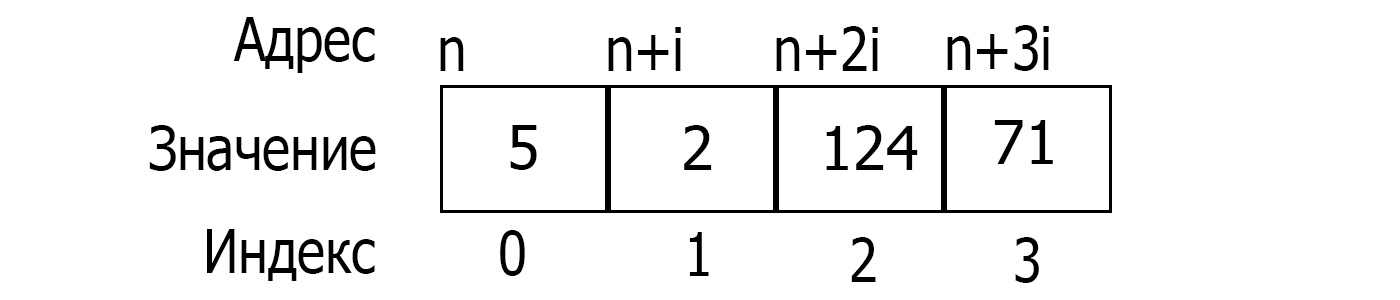 Адрес n n+i n+2i n+3i
Значение 5 2 124 71
Индекс 0 1 2 3